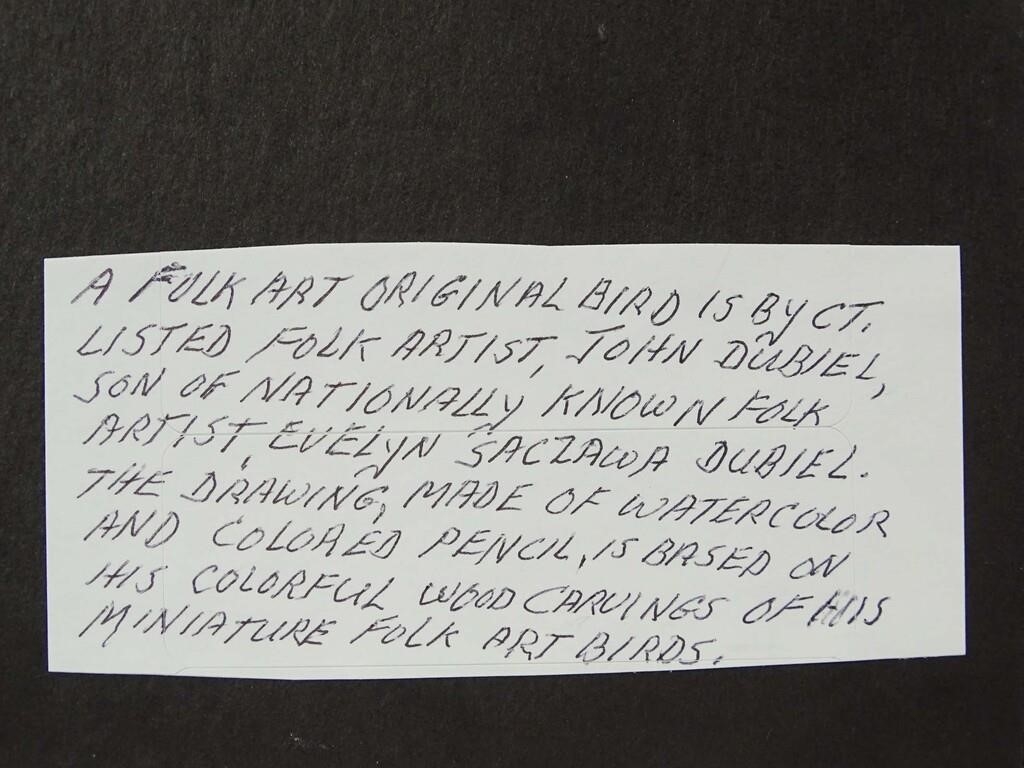 A FOLK ART ORIGINAL BIRD IS BY CT.
LISTED FOLK ARTIST, JOHN DUBIEL,
SON OF NATIONALLY KNOWN FOLK
ARTIST, EVELYN SACZAWA DUBIEL.
THE DRAWING, MADE OF WATERCOLOR
AND COLORED PENCIL, IS BASED ON
HIS COLORFUL WOOD CARVINGS OF HIS
MINIATURE FOLK ART BIRDS.